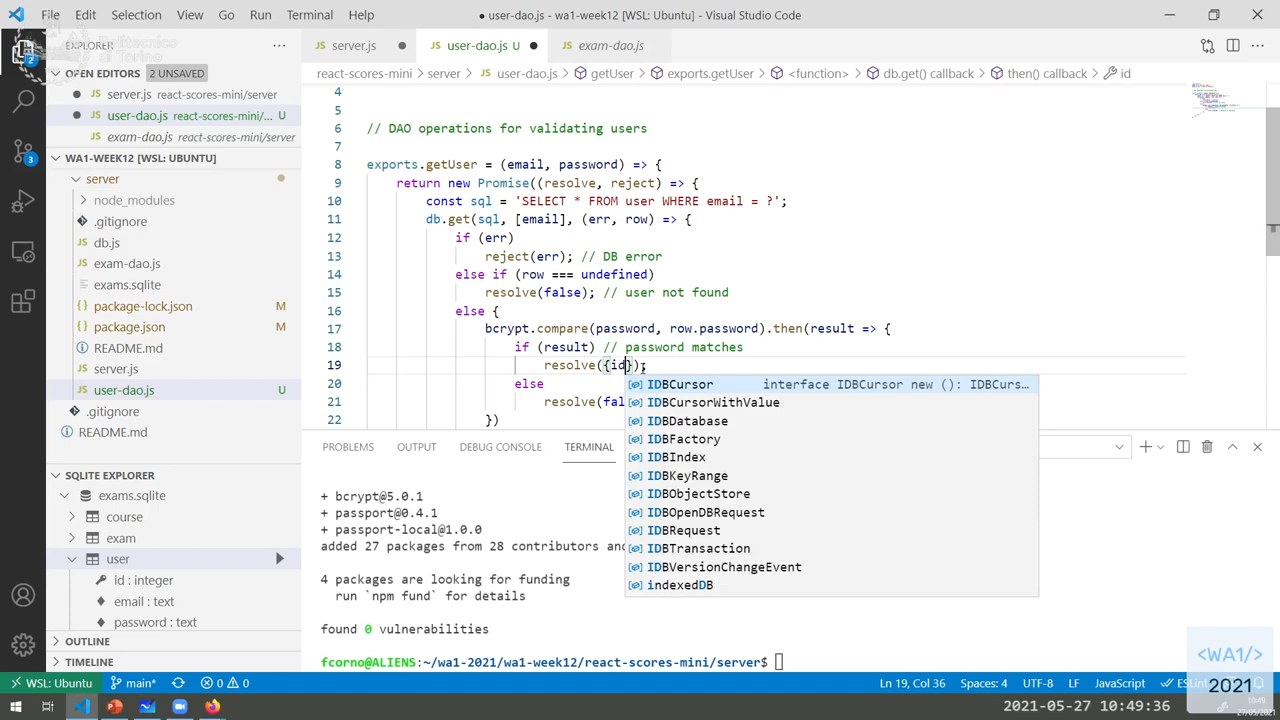 File Edit Selection View Go Run Terminal Help
● user-dao.js - wa1-week12 [WSL: Ubuntu] - Visual Studio Code
EXPLORER
Politecnico
di Torino
OPEN EDITORS 2 UNSAVED
server.js react-scores-mini/server
user-dao.js react-scores-mini/... U
exam-dao.js react-scores-mini/server
WA1-WEEK12 [WSL: UBUNTU]
server
node_modules
.gitignore
db.js
exam-dao.js
exams.sqlite
package-lock.json M
package.json M
README.md
server.js
user-dao.js U
.gitignore
README.md
SQLITE EXPLORER
exams.sqlite
course
exam
user
id : integer
email : text
password : text
OUTLINE
TIMELINE
JS server.js ●
JS user-dao.js U ●
JS exam-dao.js
react-scores-mini > server > JS user-dao.js > getUser > exports.getUser > <function> > db.get() callback > then() callback > id
4
5
6 // DAO operations for validating users
7
8 exports.getUser = (email, password) => {
9 return new Promise((resolve, reject) => {
10 const sql = 'SELECT * FROM user WHERE email = ?';
11 db.get(sql, [email], (err, row) => {
12 if (err)
13 reject(err); // DB error
14 else if (row === undefined)
15 resolve(false); // user not found
16 else {
17 bcrypt.compare(password, row.password).then(result => {
18 if (result) // password matches
19 resolve({id});
20 else
21 resolve(fal
22 })
IDBCursor interface IDBCursor new (): IDBCurs...
IDBCursorWithValue
IDBDatabase
IDBFactory
IDBIndex
IDBKeyRange
IDBObjectStore
IDBOpenDBRequest
IDBRequest
IDBTransaction
IDBVersionChangeEvent
indexedDB
PROBLEMS OUTPUT DEBUG CONSOLE TERMINAL
+ bcrypt@5.0.1
+ passport@0.4.1
+ passport-local@1.0.0
added 27 packages from 28 contributors and
4 packages are looking for funding
run `npm fund` for details
found 0 vulnerabilities
fcorno@ALIENS:~/wa1-2021/wa1-week12/react-scores-mini/server$
<WA1/>
2021
WSL: Ubuntu main* 0 0 Ln 19, Col 36 Spaces: 4 UTF-8 LF JavaScript ESLint
2021-05-27 10:49:36
10:49
27/05/2021